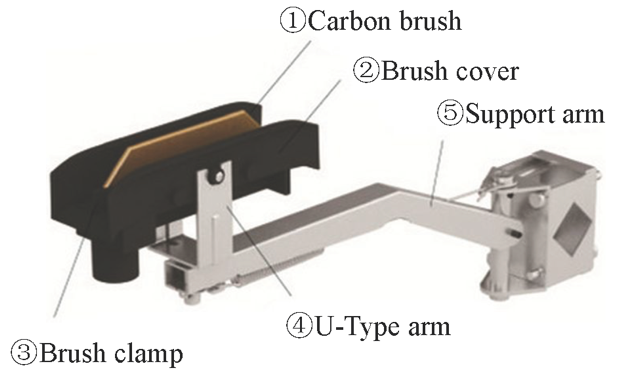 ①Carbon brush
②Brush cover
⑤Support arm
④U-Type arm
③Brush clamp